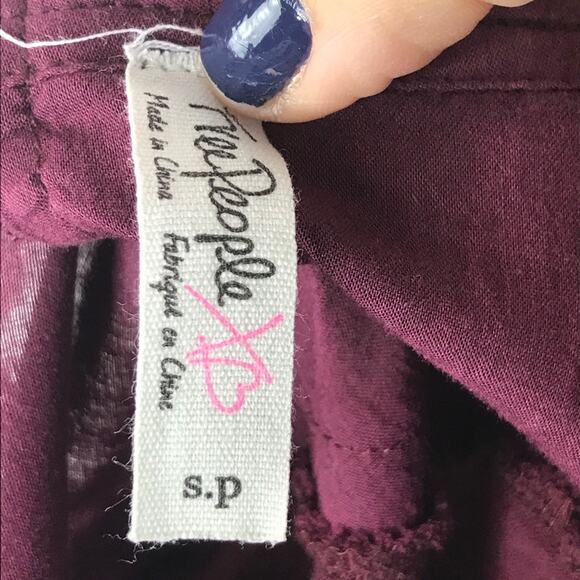 Free People
Made in China Fabriqué en Chine
s.p